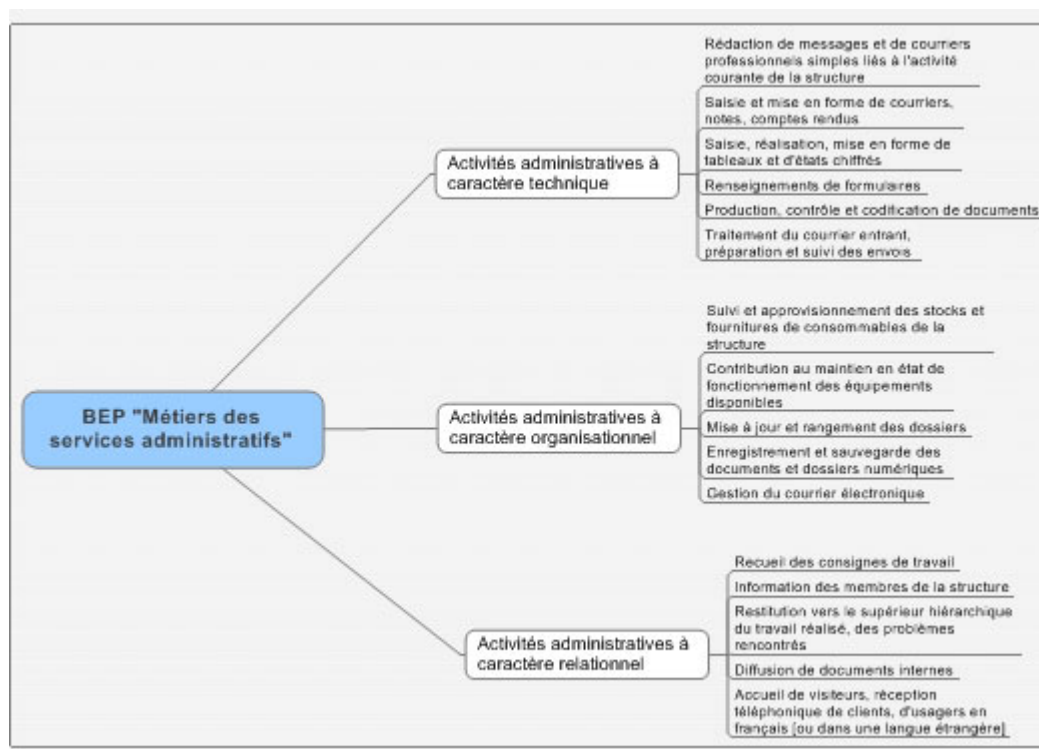 BEP "Métiers des
services administratifs"
Activités administratives à
caractère technique
Rédaction de messages et de courriers
professionnels simples liés à l'activité
courante de la structure
Saisie et mise en forme de courriers,
notes, comptes rendus
Saisie, réalisation, mise en forme de
tableaux et d'états chiffrés
Renseignements de formulaires
Production, contrôle et codification de documents
Traitement du courrier entrant,
préparation et suivi des envois
Activités administratives à
caractère organisationnel
Suivi et approvisionnement des stocks et
fournitures de consommables de la
structure
Contribution au maintien en état de
fonctionnement des équipements
disponibles
Mise à jour et rangement des dossiers
Enregistrement et sauvegarde des
documents et dossiers numériques
Gestion du courrier électronique
Activités administratives à
caractère relationnel
Recueil des consignes de travail
Information des membres de la structure
Restitution vers le supérieur hiérarchique
du travail réalisé, des problèmes
rencontrés
Diffusion de documents internes
Accueil de visiteurs, réception
téléphonique de clients, d'usagers en
français [ou dans une langue étrangère]